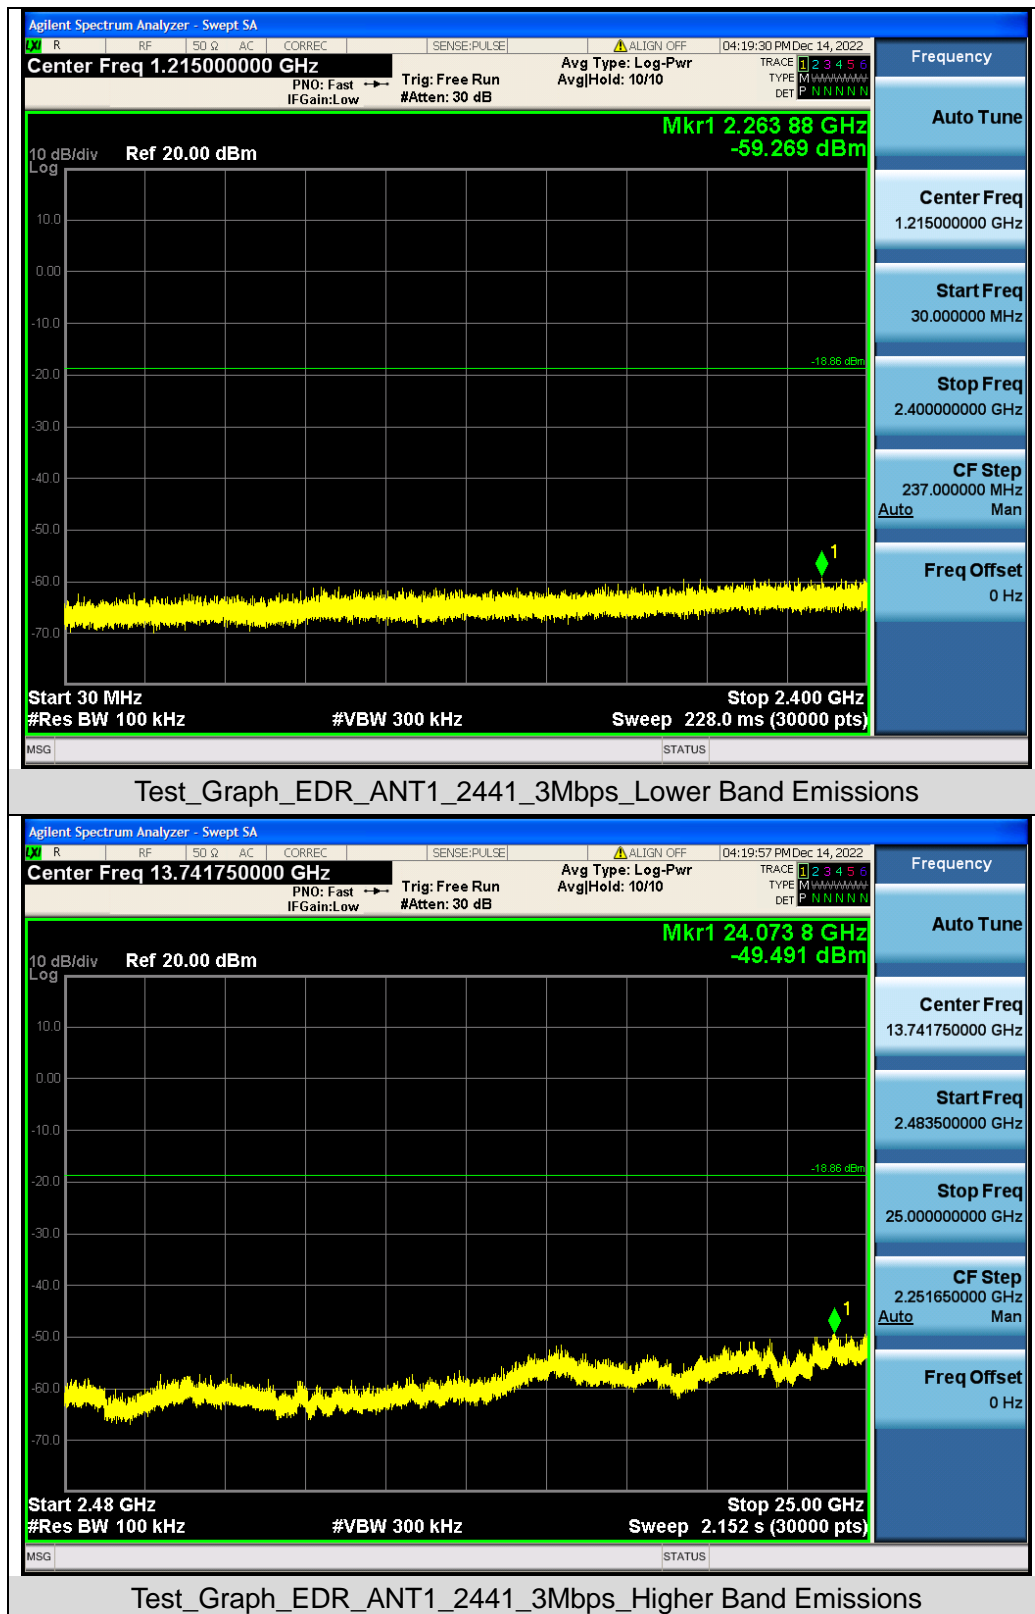 Agilent Spectrum Analyzer - Swept SA
LXI R RF 50 Ω AC CORREC SENSE:PULSE ALIGN OFF 04:19:30 PM Dec 14, 2022
Center Freq 1.215000000 GHz
PNO: Fast
IFGain:Low
Trig: Free Run
#Atten: 30 dB
Avg Type: Log-Pwr
Avg|Hold: 10/10
TRACE 1 2 3 4 5 6
TYPE M
DET P N N N N N
Mkr1 2.263 88 GHz
-59.269 dBm
10 dB/div
Log
Ref 20.00 dBm
10.0
0.00
-10.0
-18.86 dBm
-20.0
-30.0
-40.0
-50.0
1
-60.0
-70.0
Start 30 MHz
Stop 2.400 GHz
#Res BW 100 kHz
#VBW 300 kHz
Sweep 228.0 ms (30000 pts)
MSG
STATUS
Frequency
Auto Tune
Center Freq
1.215000000 GHz
Start Freq
30.000000 MHz
Stop Freq
2.400000000 GHz
CF Step
237.000000 MHz
Auto Man
Freq Offset
0 Hz
Test_Graph_EDR_ANT1_2441_3Mbps_Lower Band Emissions
Agilent Spectrum Analyzer - Swept SA
LXI R RF 50 Ω AC CORREC SENSE:PULSE ALIGN OFF 04:19:57 PM Dec 14, 2022
Center Freq 13.741750000 GHz
PNO: Fast
IFGain:Low
Trig: Free Run
#Atten: 30 dB
Avg Type: Log-Pwr
Avg|Hold: 10/10
TRACE 1 2 3 4 5 6
TYPE M
DET P N N N N N
Mkr1 24.073 8 GHz
-49.491 dBm
10 dB/div
Log
Ref 20.00 dBm
10.0
0.00
-10.0
-18.86 dBm
-20.0
-30.0
-40.0
1
-50.0
-60.0
-70.0
Start 2.48 GHz
Stop 25.00 GHz
#Res BW 100 kHz
#VBW 300 kHz
Sweep 2.152 s (30000 pts)
MSG
STATUS
Frequency
Auto Tune
Center Freq
13.741750000 GHz
Start Freq
2.483500000 GHz
Stop Freq
25.000000000 GHz
CF Step
2.251650000 GHz
Auto Man
Freq Offset
0 Hz
Test_Graph_EDR_ANT1_2441_3Mbps_Higher Band Emissions